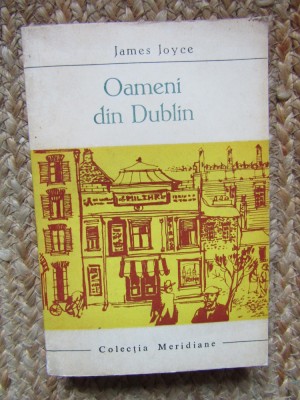 James Joyce
Oameni
din Dublin
Colecția Meridiane